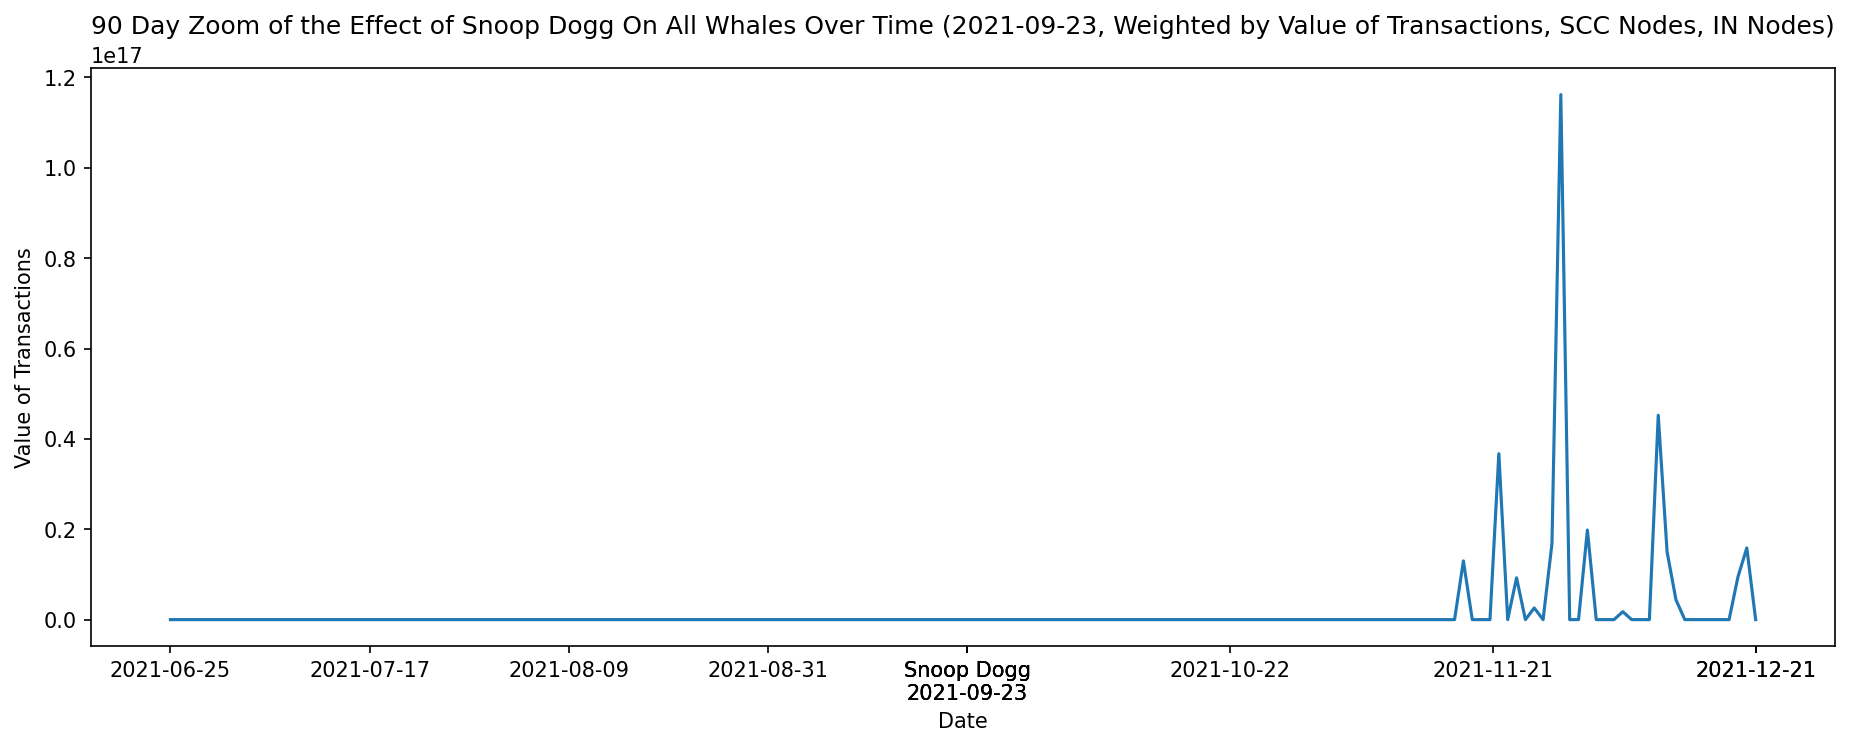 90 Day Zoom of the Effect of Snoop Dogg On All Whales Over Time (2021-09-23, Weighted by Value of Transactions, SCC Nodes, IN Nodes)
1e17
1.2
1.0
0.8
0.6
0.4
0.2
0.0
Value of Transactions
2021-06-25 2021-07-17 2021-08-09 2021-08-31 Snoop Dogg 2021-10-22 2021-11-21 2021-12-21
2021-09-23
Date